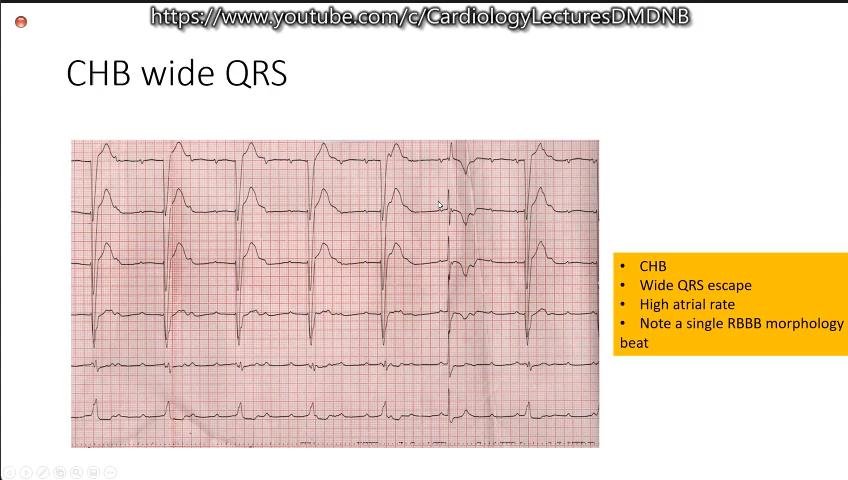 https://www.youtube.com/c/CardiologyLecturesDMDNB
CHB wide QRS
• CHB
• Wide QRS escape
• High atrial rate
• Note a single RBBB morphology
beat